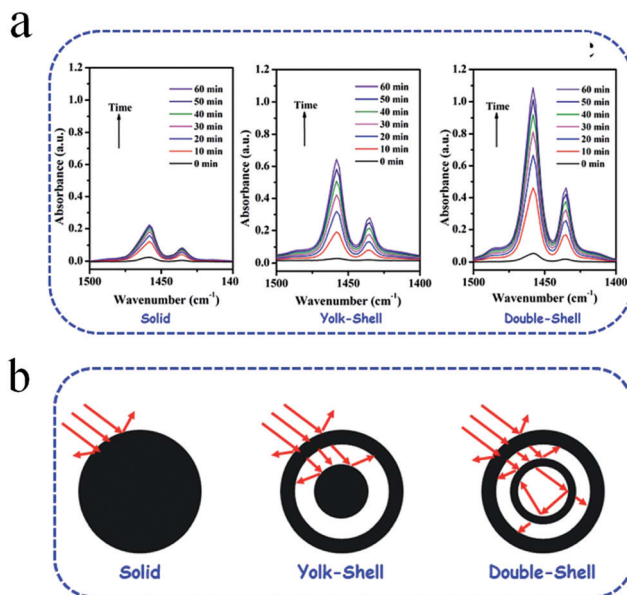 a
1.2
1.0
0.8
0.6
0.4
0.2
0.0
Absorbance (a.u.)
Time
60 min
50 min
40 min
30 min
20 min
10 min
0 min
1500 1450 140
Wavenumber (cm⁻¹)
Solid
1.2
1.0
0.8
0.6
0.4
0.2
0.0
Absorbance (a.u.)
Time
60 min
50 min
40 min
30 min
20 min
10 min
0 min
1500 1450 1400
Wavenumber (cm⁻¹)
Yolk-Shell
1.2
1.0
0.8
0.6
0.4
0.2
0.0
Absorbance (a.u.)
Time
60 min
50 min
40 min
30 min
20 min
10 min
0 min
1500 1450 1400
Wavenumber (cm⁻¹)
Double-Shell
b
Solid
Yolk-Shell
Double-Shell